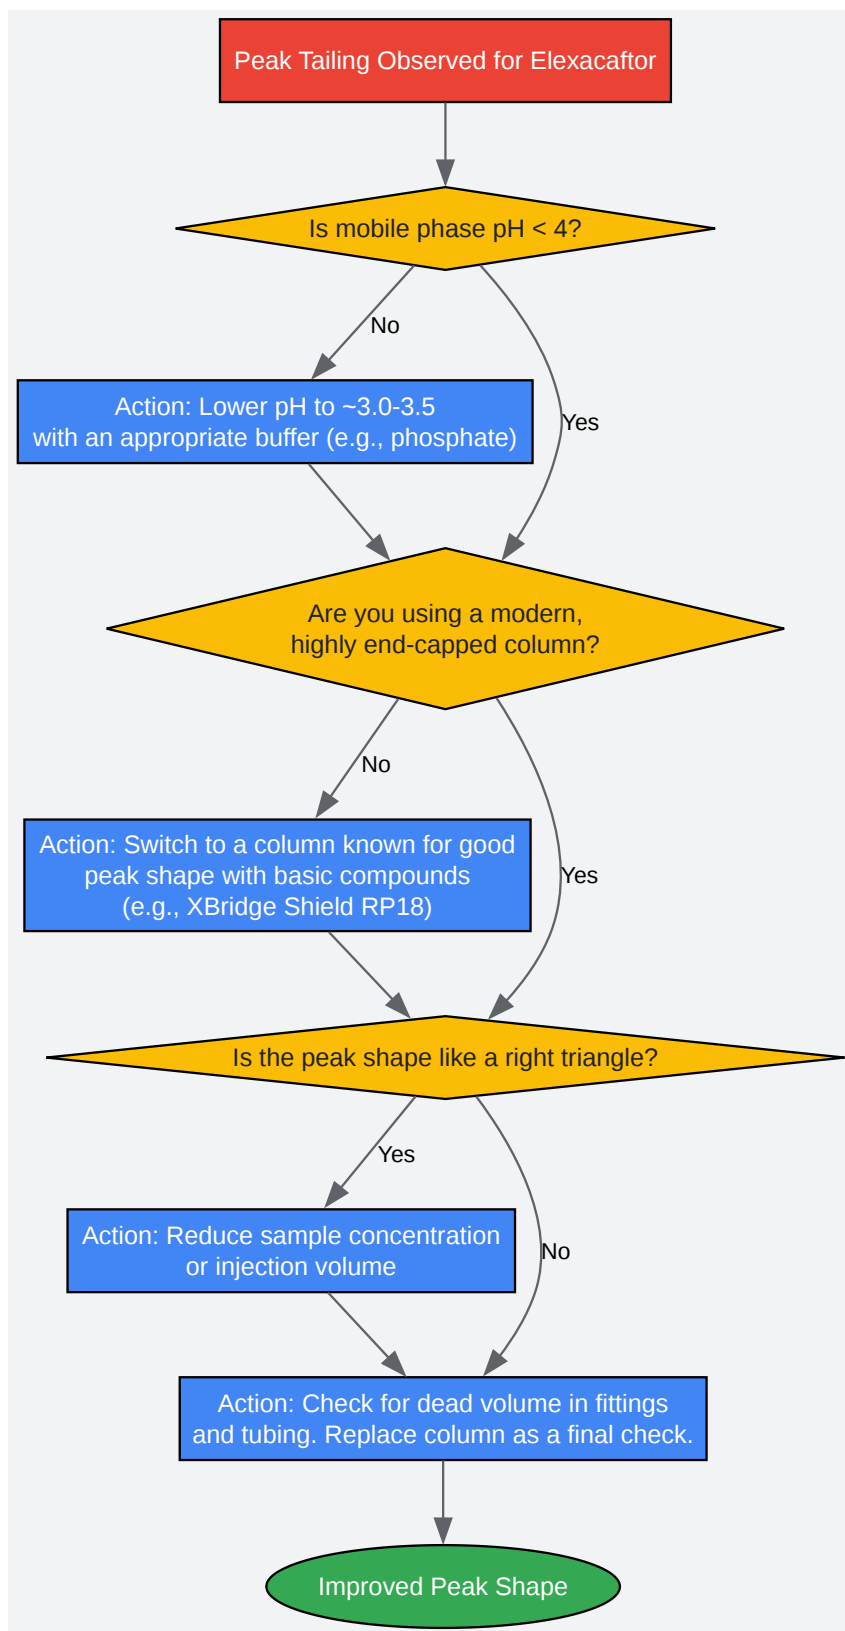 Peak Tailing Observed for Elexacaftor
Is mobile phase pH < 4?
No
Action: Lower pH to ~3.0-3.5
with an appropriate buffer (e.g., phosphate)
Yes
Are you using a modern,
highly end-capped column?
No
Action: Switch to a column known for good
peak shape with basic compounds
(e.g., XBridge Shield RP18)
Yes
Is the peak shape like a right triangle?
Yes
Action: Reduce sample concentration
or injection volume
No
Action: Check for dead volume in fittings
and tubing. Replace column as a final check.
Improved Peak Shape